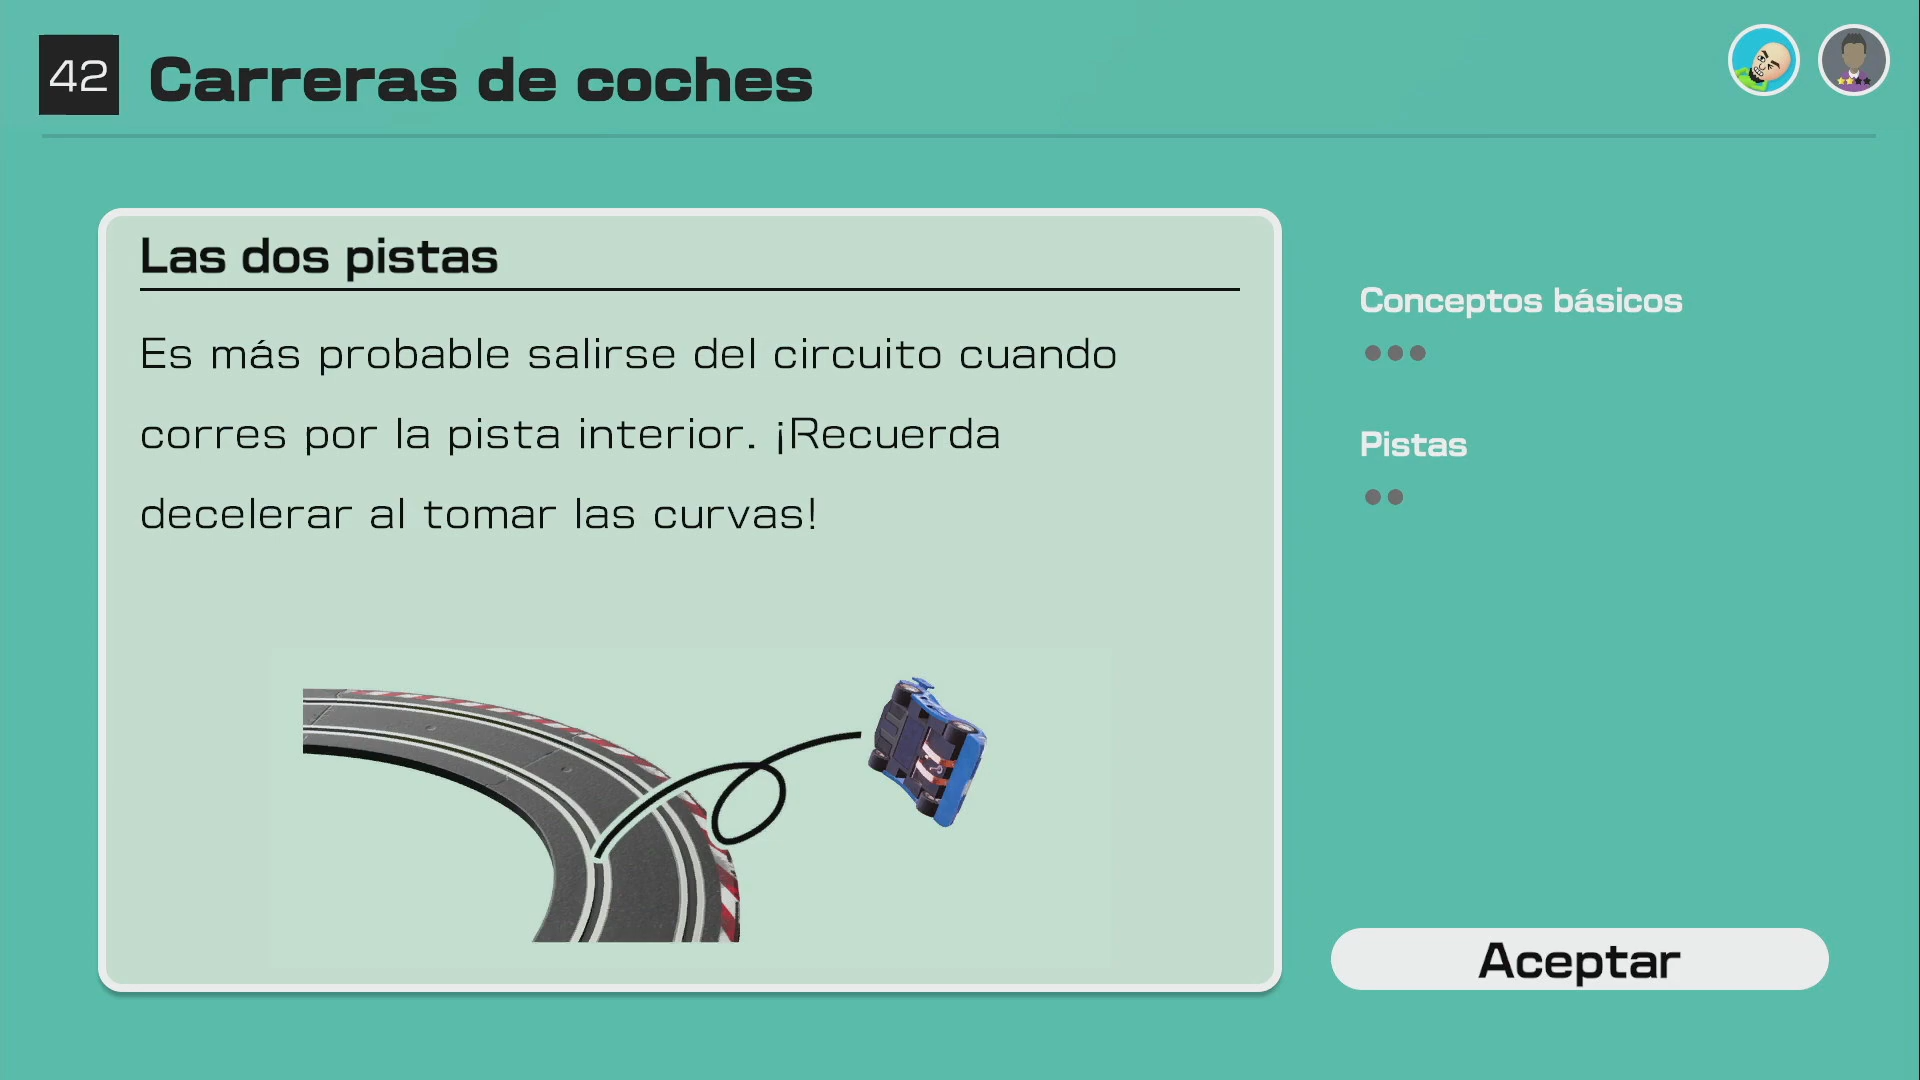 42
Carreras de coches
Las dos pistas
Es más probable salirse del circuito cuando
corres por la pista interior. ¡Recuerda
decelerar al tomar las curvas!
Conceptos básicos
Pistas
Aceptar